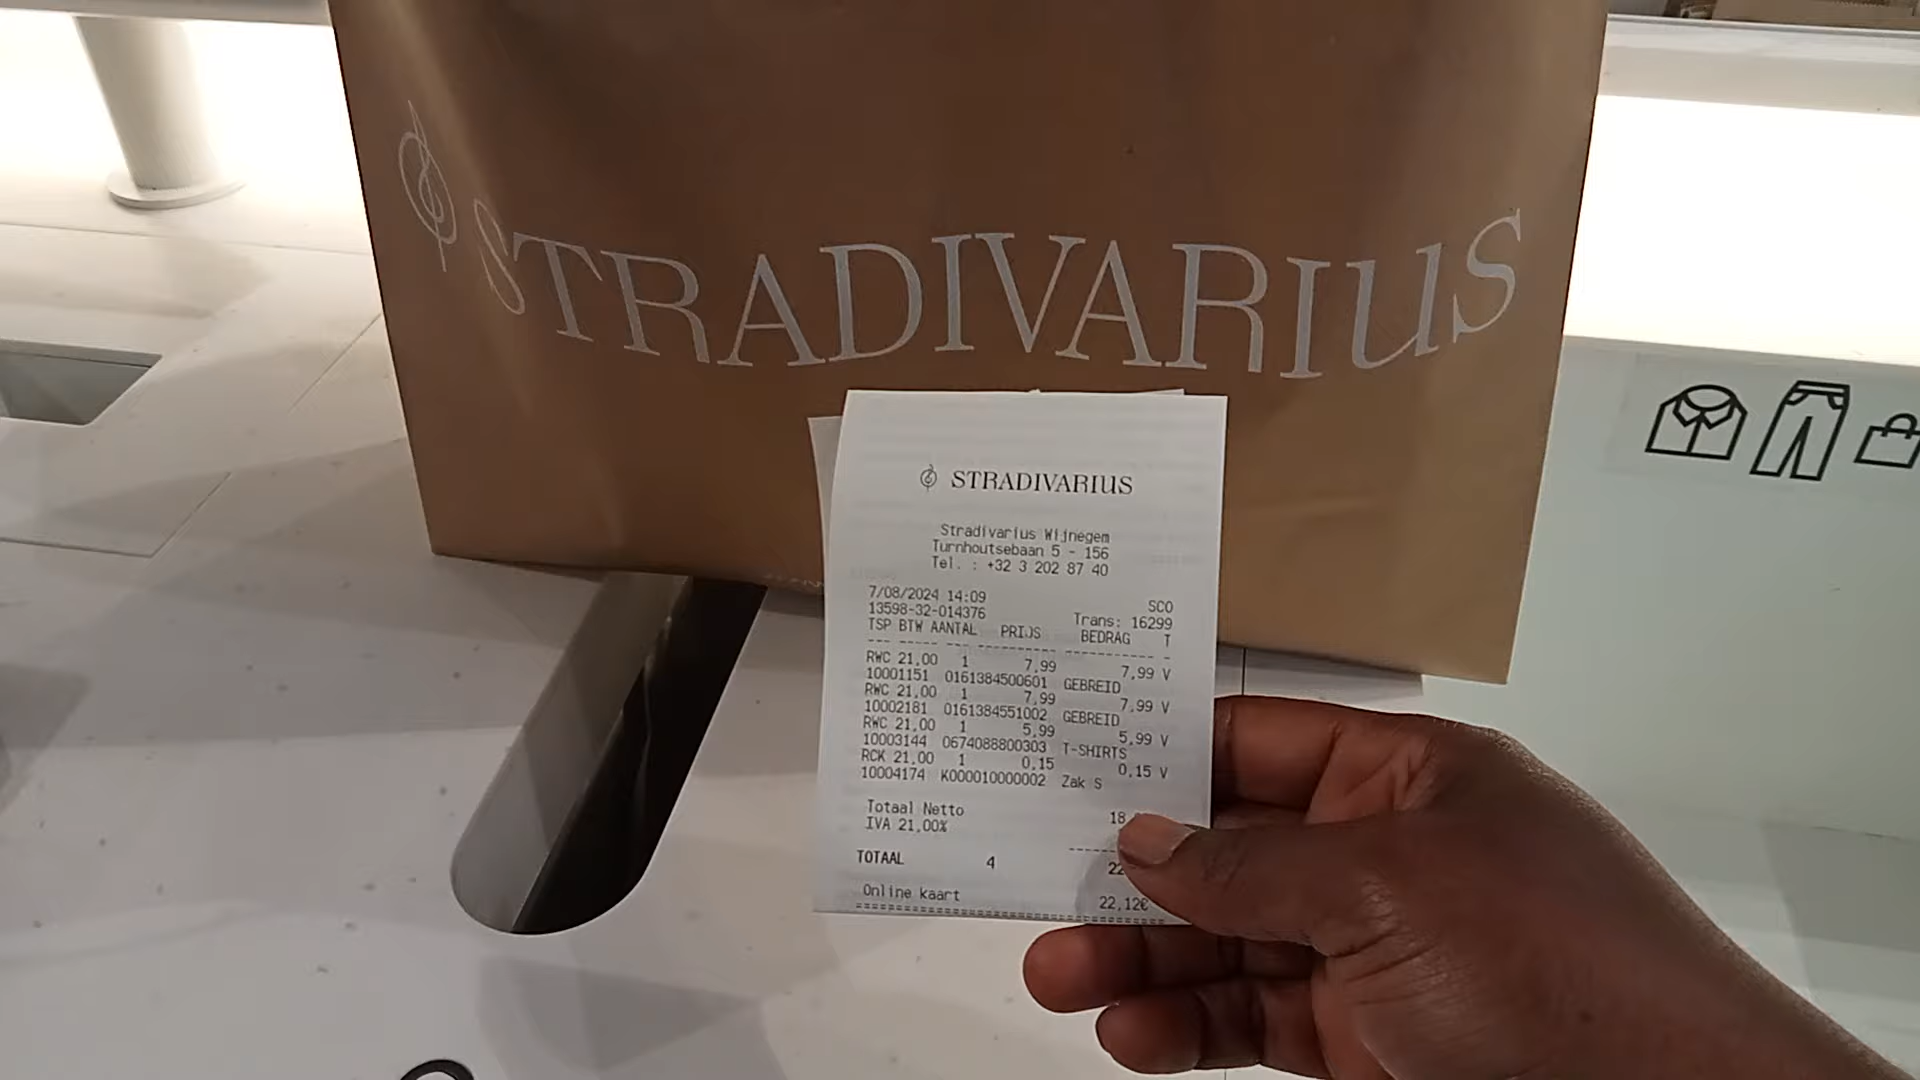 STRADIVARIUS
STRADIVARIUS
Stradivarius Wijnegem
Turnhoutsebaan 5 - 156
Tel. : +32 3 202 87 40
7/08/2024 14:09 SCO
13598-32-014376 Trans: 16299
TSP BTW AANTAL PRIJS BEDRAG T
RWC 21,00 1 7,99 7,99 V
10001151 0161384500601 GEBREID
RWC 21,00 1 7,99 7,99 V
10002181 0161384551002 GEBREID
RWC 21,00 1 5,99 5,99 V
10003144 0674088800303 T-SHIRTS
RCK 21,00 1 0,15 0,15 V
10004174 K000010000002 Zak S
Totaal Netto 18
IVA 21,00%
TOTAAL 4 22
Online kaart 22,12€